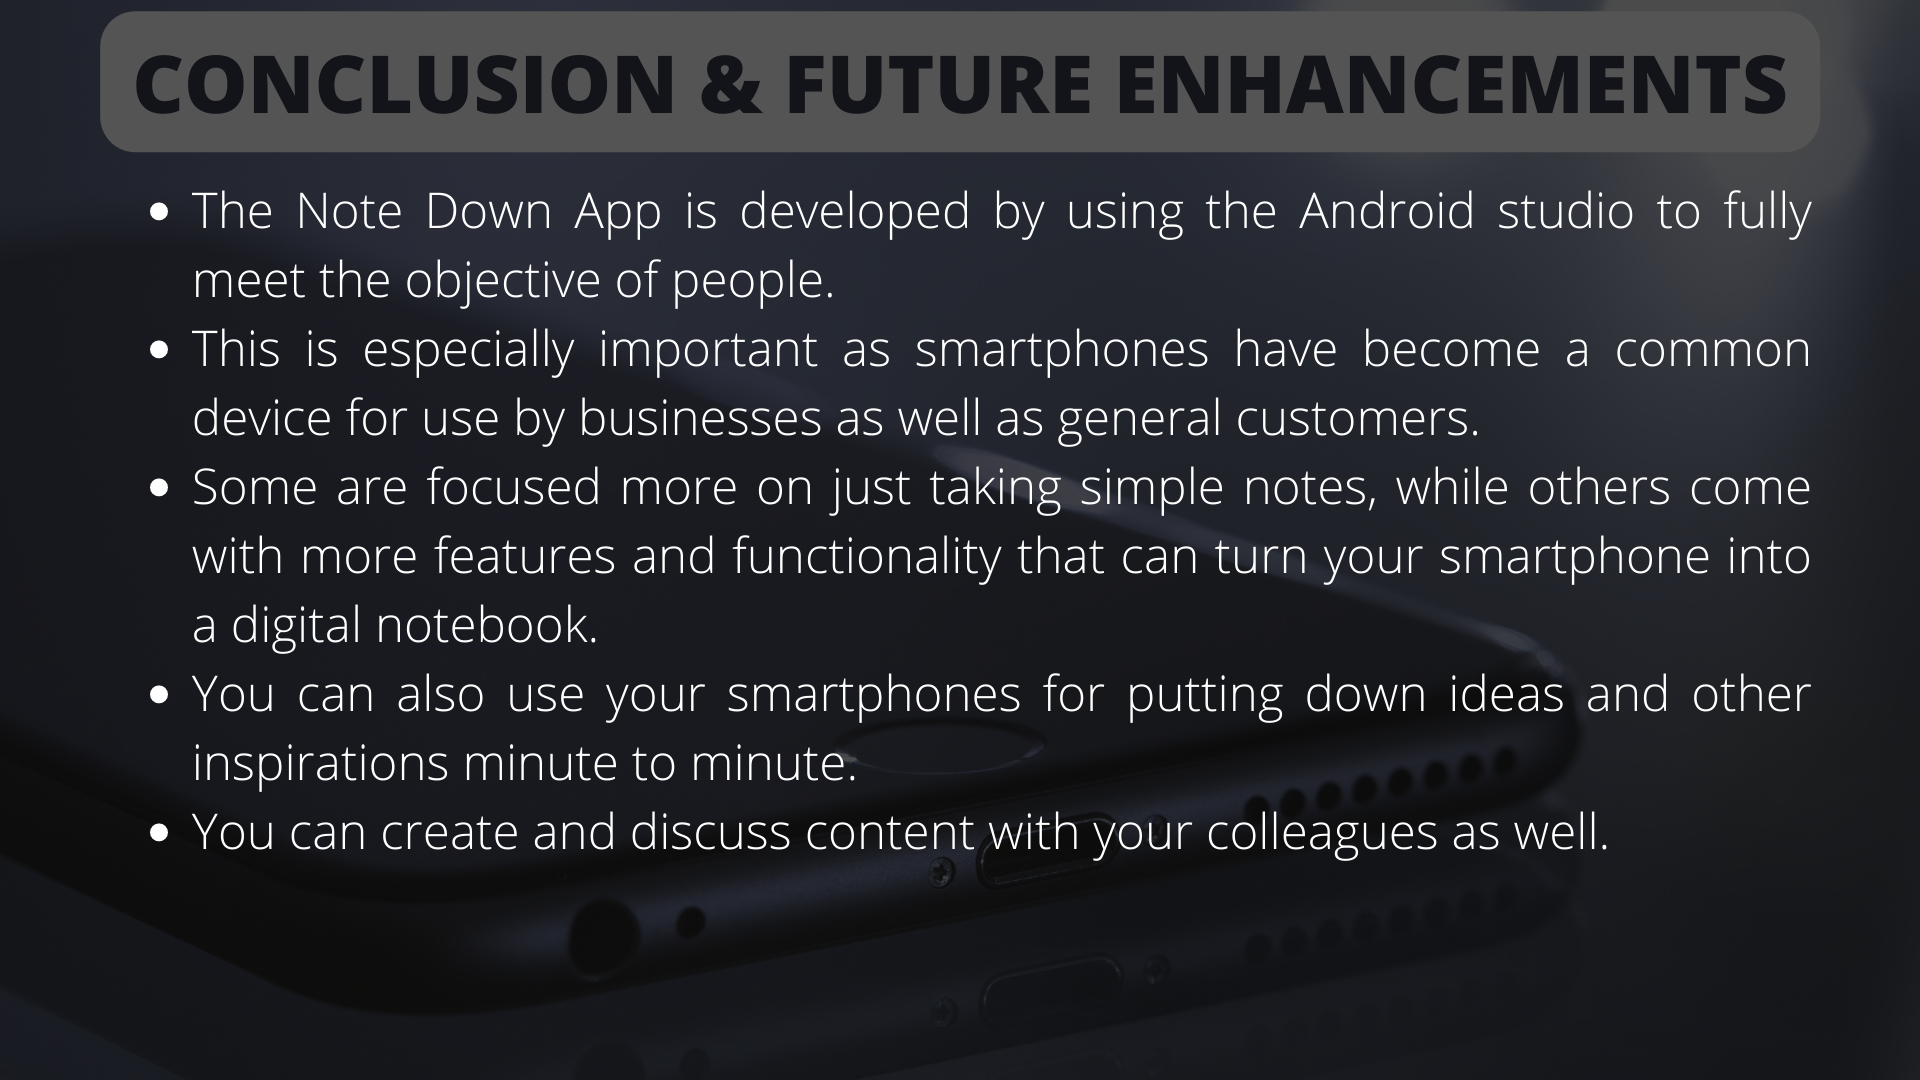 CONCLUSION & FUTURE ENHANCEMENTS
• The Note Down App is developed by using the Android studio to fully
meet the objective of people.
• This is especially important as smartphones have become a common
device for use by businesses as well as general customers.
• Some are focused more on just taking simple notes, while others come
with more features and functionality that can turn your smartphone into
a digital notebook.
• You can also use your smartphones for putting down ideas and other
inspirations minute to minute.
• You can create and discuss content with your colleagues as well.